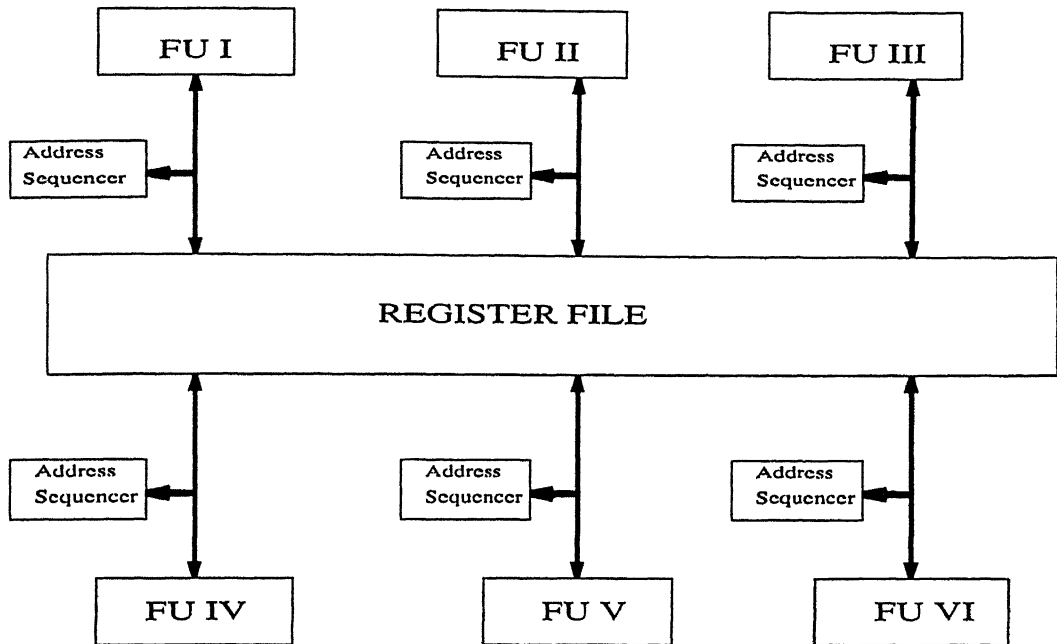 FU I
FU II
FU III
Address
Sequencer
Address
Sequencer
Address
Sequencer
REGISTER FILE
Address
Sequencer
Address
Sequencer
Address
Sequencer
FU IV
FU V
FU VI